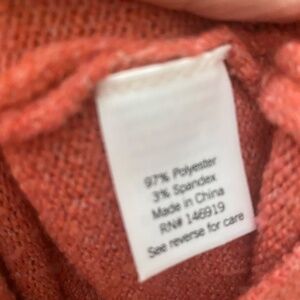 97% Polyester
3% Spandex
Made in China
RN# 146919
See reverse for care